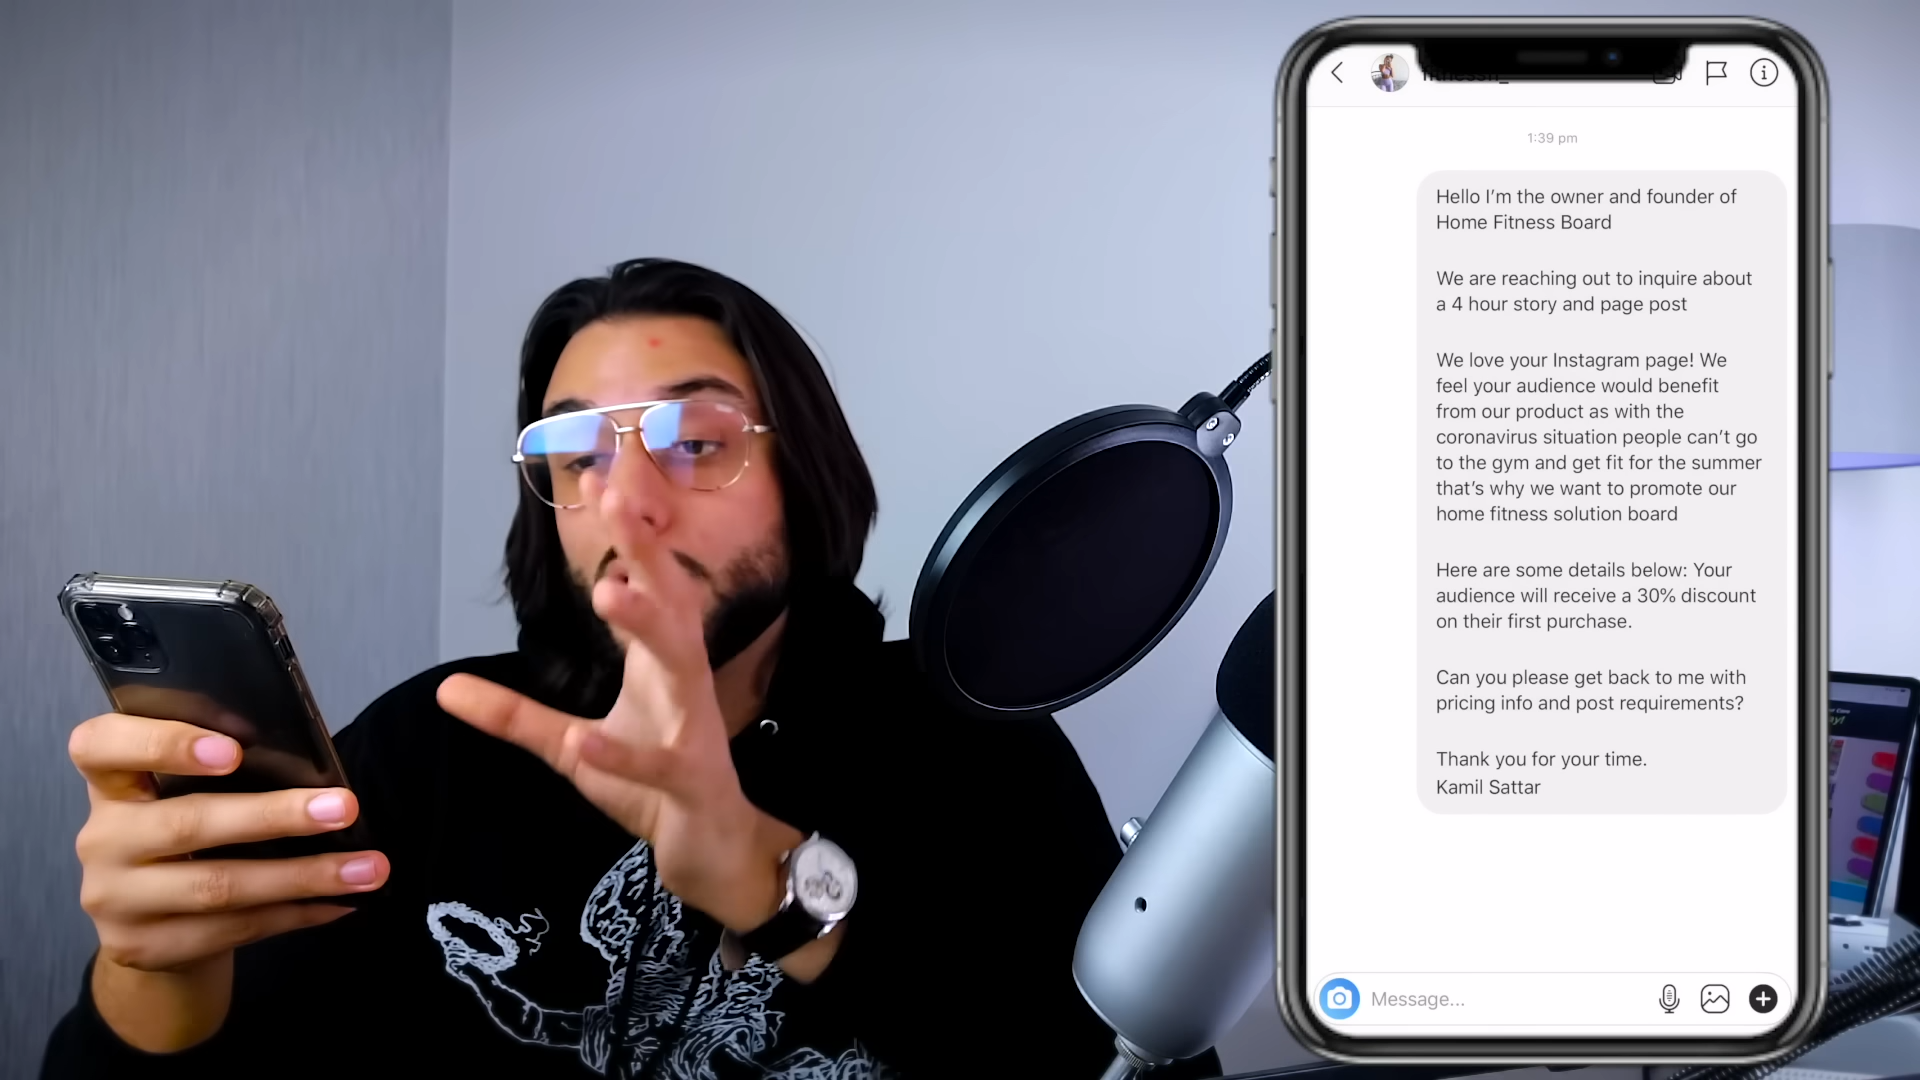 1:39 pm
Hello I’m the owner and founder of
Home Fitness Board
We are reaching out to inquire about
a 4 hour story and page post
We love your Instagram page! We
feel your audience would benefit
from our product as with the
coronavirus situation people can’t go
to the gym and get fit for the summer
that’s why we want to promote our
home fitness solution board
Here are some details below: Your
audience will receive a 30% discount
on their first purchase.
Can you please get back to me with
pricing info and post requirements?
Thank you for your time.
Kamil Sattar
Message...